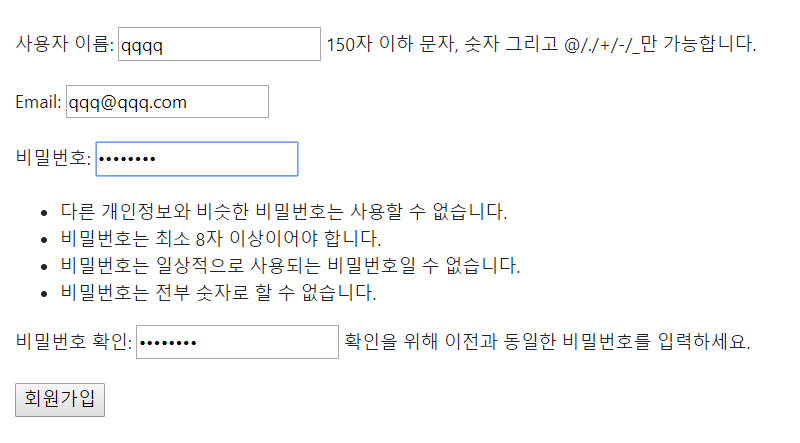 사용자 이름: qqqq 150자 이하 문자, 숫자 그리고 @/./+/-/_만 가능합니다.
Email: qqq@qqq.com
비밀번호: ••••••••
• 다른 개인정보와 비슷한 비밀번호는 사용할 수 없습니다.
• 비밀번호는 최소 8자 이상이어야 합니다.
• 비밀번호는 일상적으로 사용되는 비밀번호일 수 없습니다.
• 비밀번호는 전부 숫자로 할 수 없습니다.
비밀번호 확인: •••••••• 확인을 위해 이전과 동일한 비밀번호를 입력하세요.
회원가입